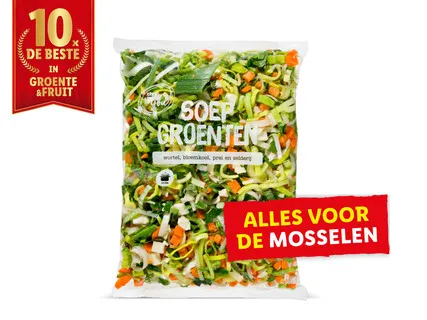 10x
DE BESTE
IN
GROENTE
&FRUIT
SOEP
GROENTEN
wortel, bloemkool, prei en selderij
ALLES VOOR
DE MOSSELEN